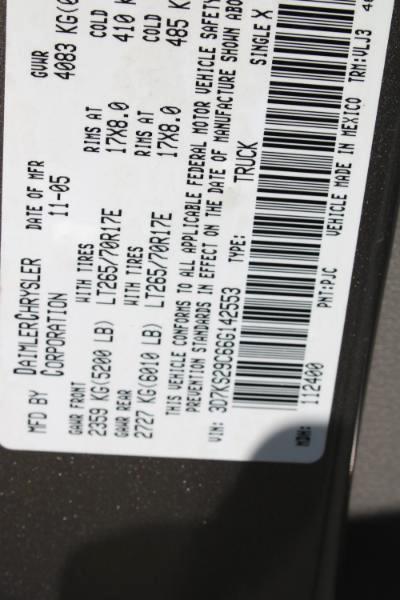 MFD BY DAIMLERCHRYSLER CORPORATION DATE OF MFR 11-05 GVWR 4083 KG(
GAWR FRONT WITH TIRES RIMS AT COLD
2359 KG(5200 LB) LT265/70R17E 17X8.0 410 K
GAWR REAR WITH TIRES RIMS AT COLD
2727 KG(6010 LB) LT265/70R17E 17X8.0 485 K
THIS VEHICLE CONFORMS TO ALL APPLICABLE FEDERAL MOTOR VEHICLE SAFETY
PREVENTION STANDARDS IN EFFECT ON THE DATE OF MANUFACTURE SHOWN ABO
VIN: 3D7KS29C66G142553 TYPE: TRUCK SINGLE X
MDH: 112400 PNT:PJC VEHICLE MADE IN MEXICO TRM:VLJ3